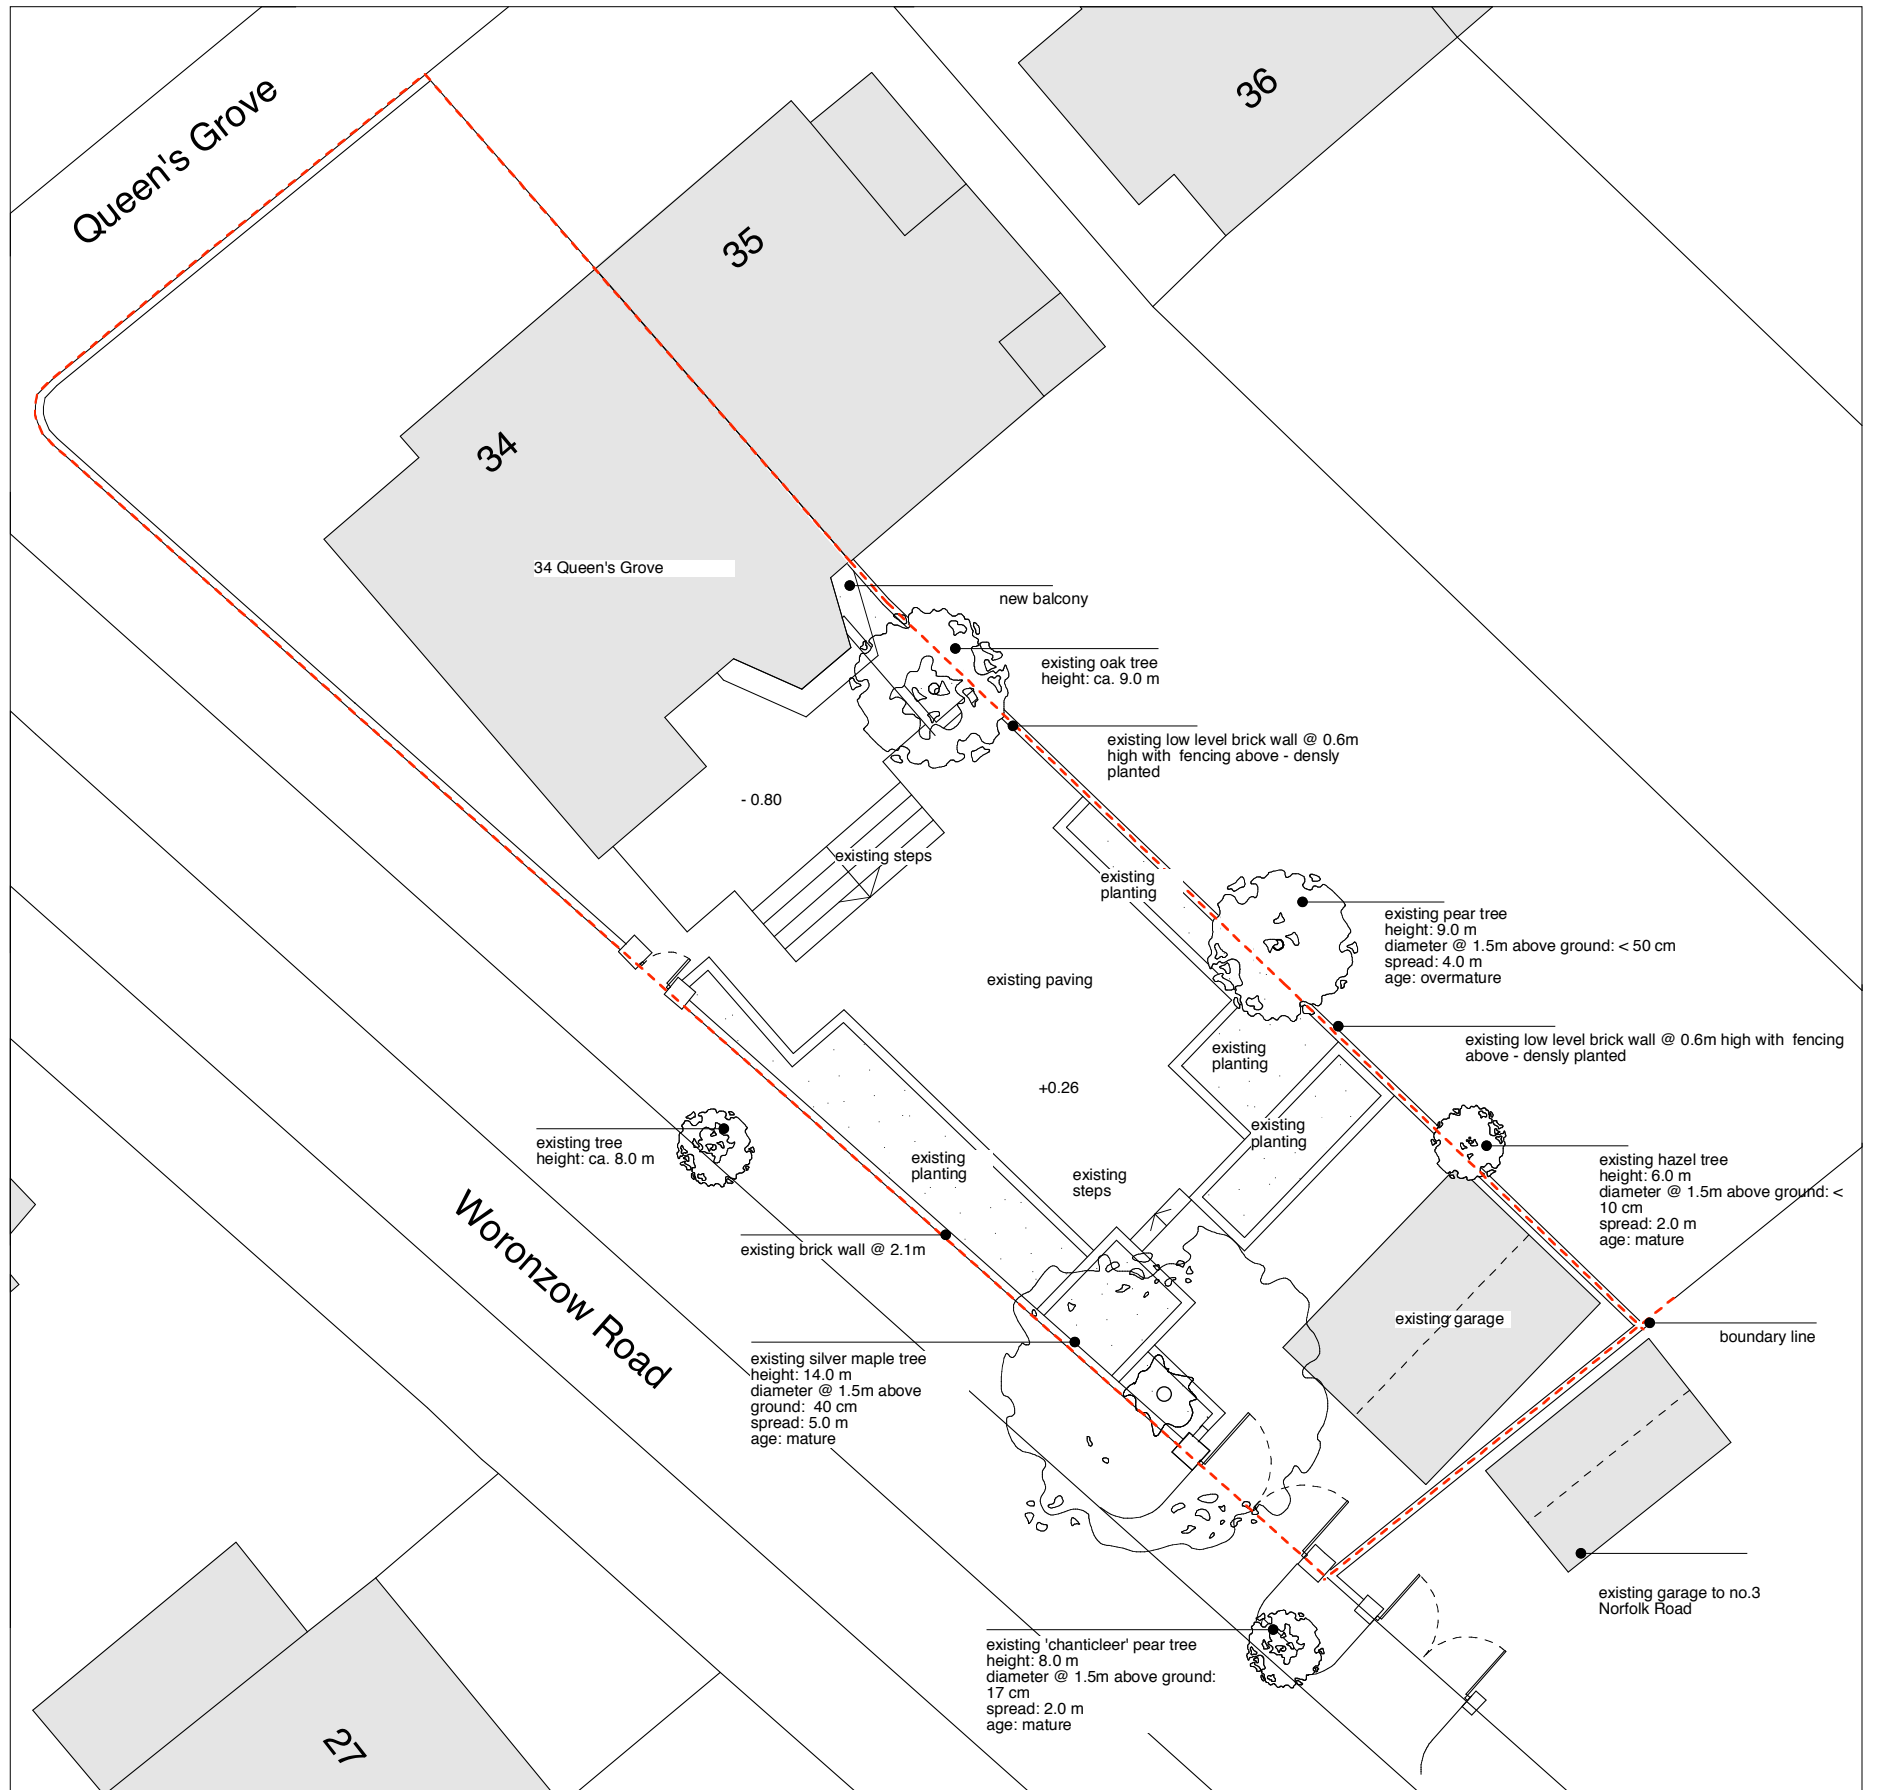 Queen's Grove
36
35
34
34 Queen's Grove
new balcony
existing oak tree
height: ca. 9.0 m
existing low level brick wall @ 0.6m
high with fencing above - densly
planted
- 0.80
existing steps
existing
planting
existing pear tree
height: 9.0 m
diameter @ 1.5m above ground: < 50 cm
spread: 4.0 m
age: overmature
existing paving
existing low level brick wall @ 0.6m high with fencing
above - densly planted
existing
planting
+0.26
existing
planting
existing tree
height: ca. 8.0 m
existing
planting
existing
steps
existing hazel tree
height: 6.0 m
diameter @ 1.5m above ground: <
10 cm
spread: 2.0 m
age: mature
existing brick wall @ 2.1m
Woronzow Road
existing garage
boundary line
existing silver maple tree
height: 14.0 m
diameter @ 1.5m above
ground: 40 cm
spread: 5.0 m
age: mature
existing garage to no.3
Norfolk Road
existing 'chanticleer' pear tree
height: 8.0 m
diameter @ 1.5m above ground:
17 cm
spread: 2.0 m
age: mature
27